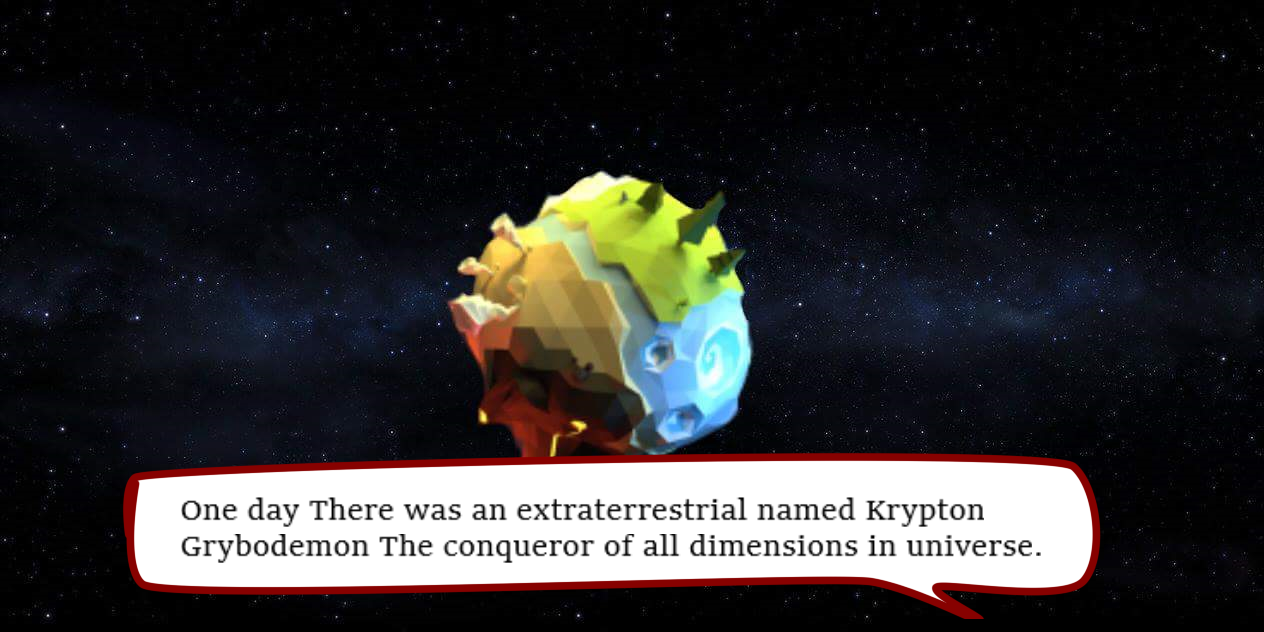 One day There was an extraterrestrial named Krypton
Grybodemon The conqueror of all dimensions in universe.